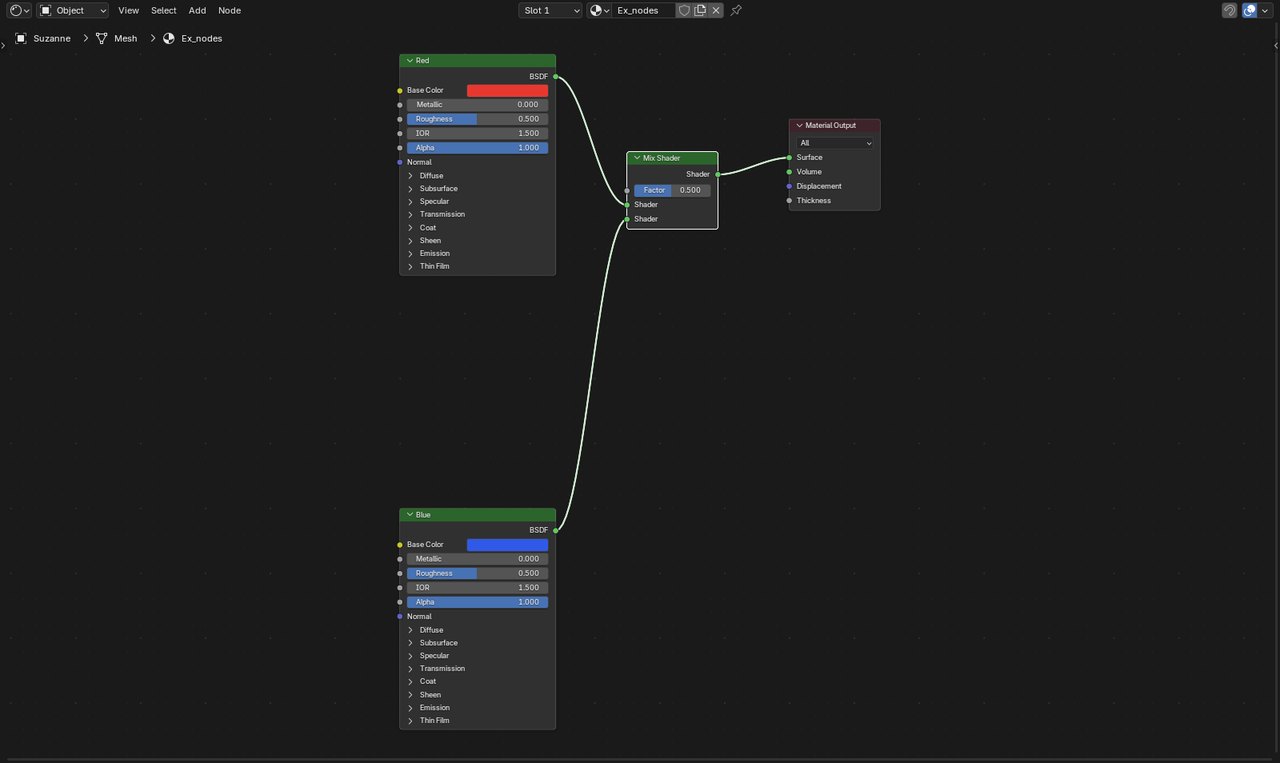 Object View Select Add Node Slot 1 Ex_nodes
Suzanne Mesh Ex_nodes
Red
BSDF
Base Color
Metallic 0.000
Roughness 0.500
IOR 1.500
Alpha 1.000
Normal
Diffuse
Subsurface
Specular
Transmission
Coat
Sheen
Emission
Thin Film
Mix Shader
Shader
Factor 0.500
Shader
Shader
Material Output
All
Surface
Volume
Displacement
Thickness
Blue
BSDF
Base Color
Metallic 0.000
Roughness 0.500
IOR 1.500
Alpha 1.000
Normal
Diffuse
Subsurface
Specular
Transmission
Coat
Sheen
Emission
Thin Film